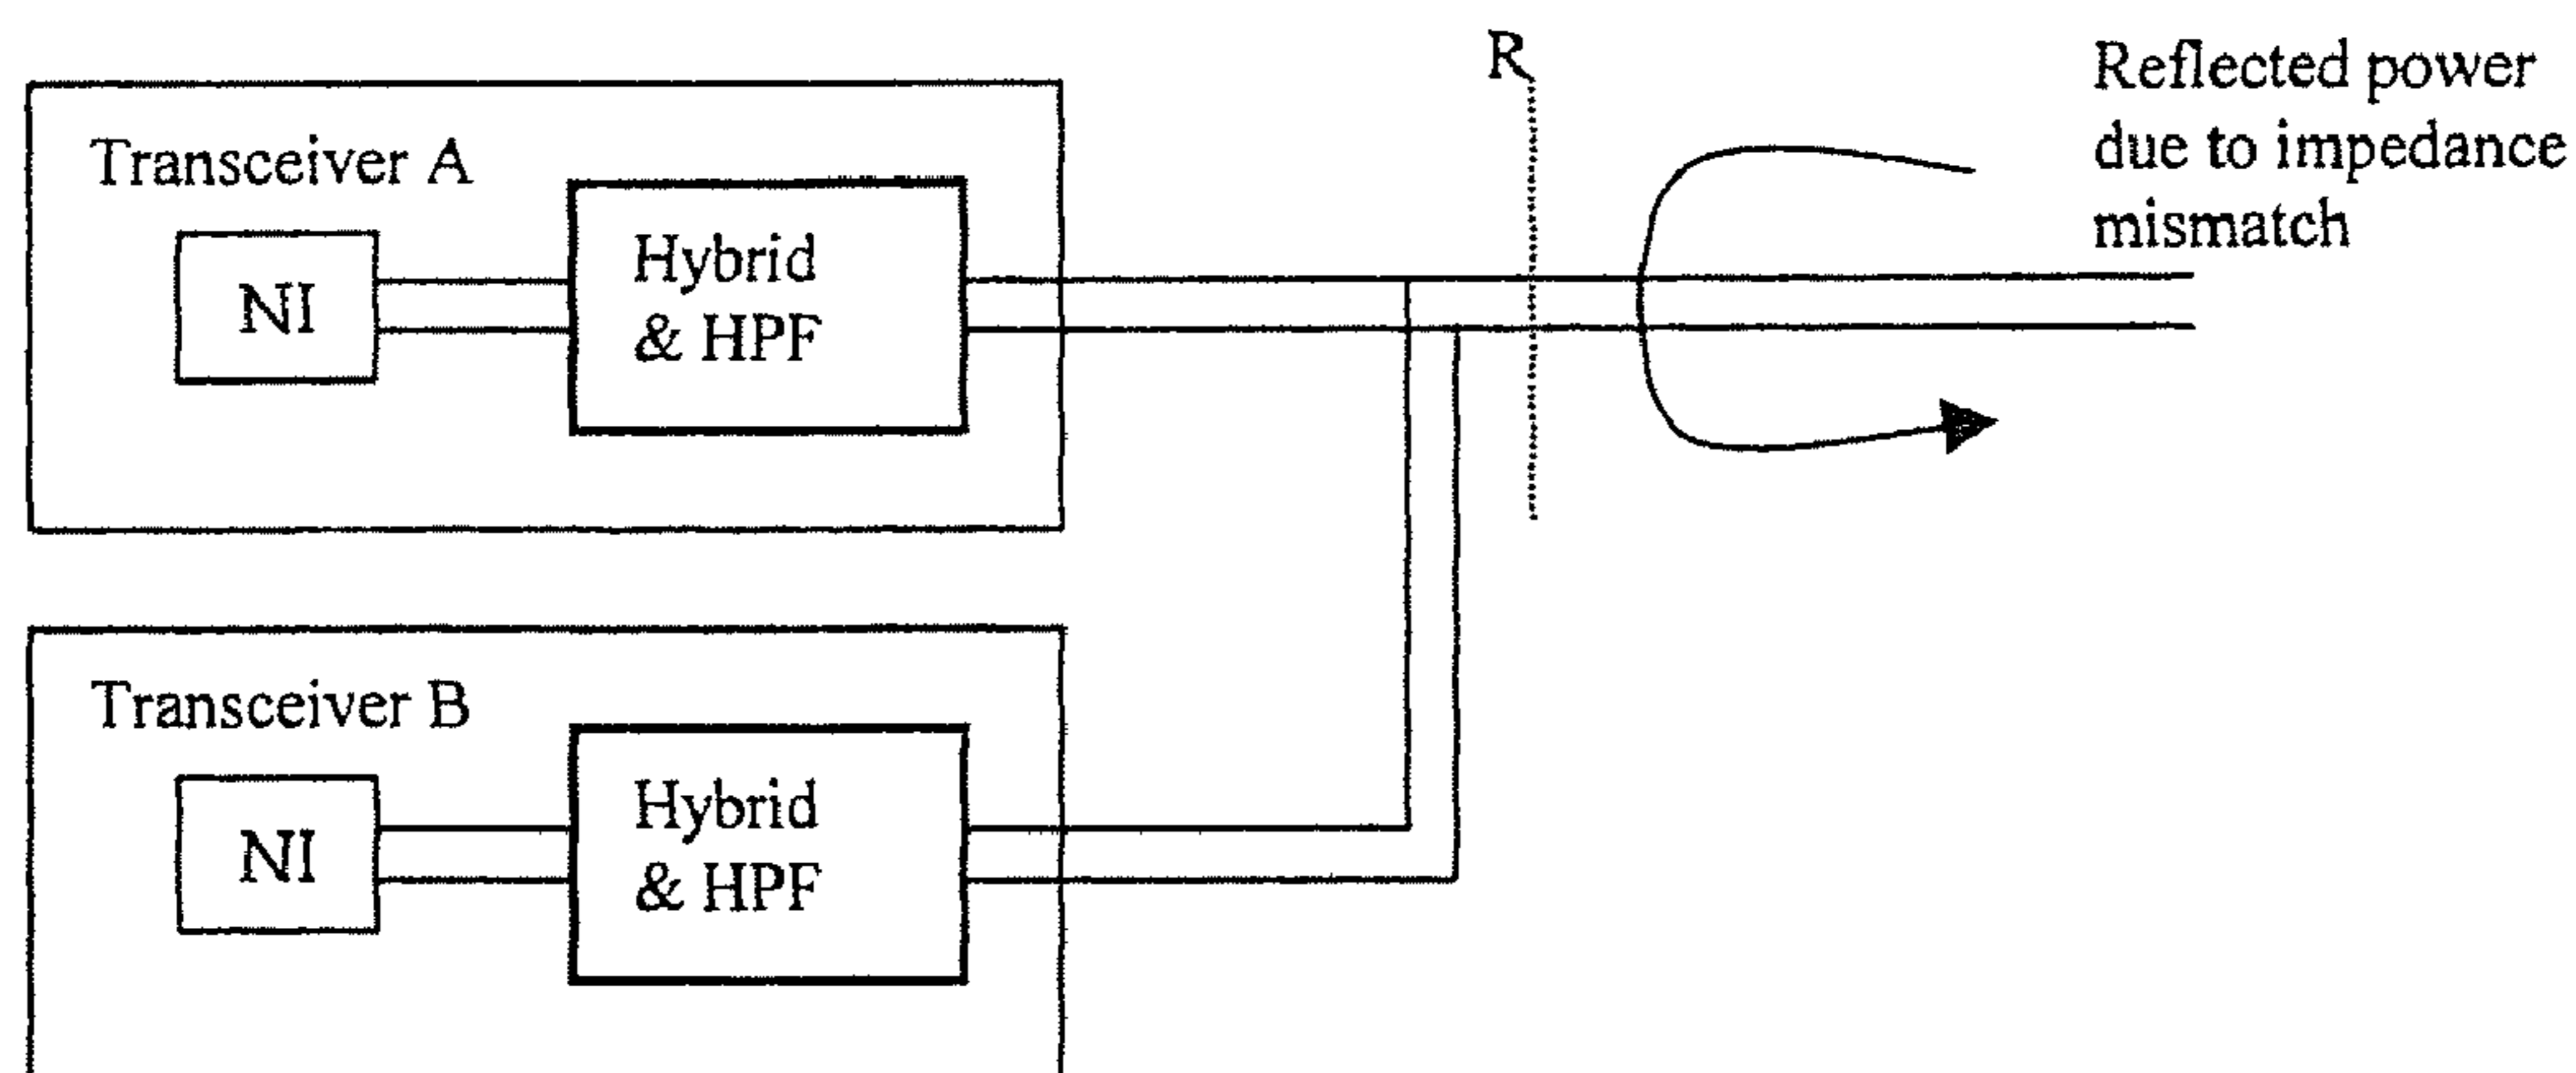 R
Reflected power
due to impedance
mismatch
Transceiver A
NI
Hybrid
& HPF
Transceiver B
NI
Hybrid
& HPF